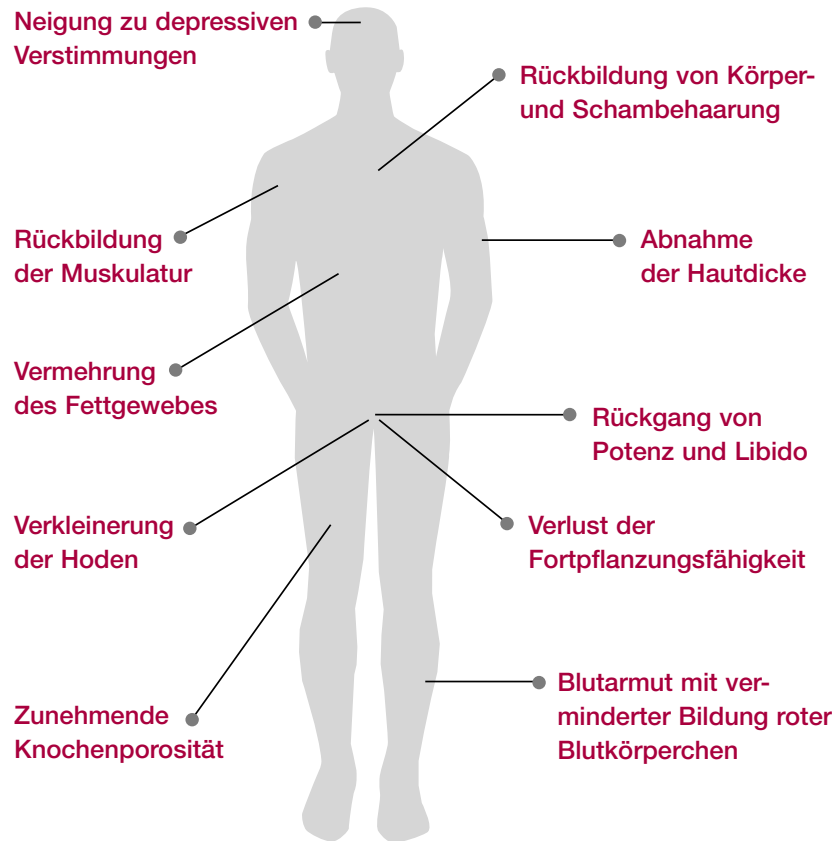 Neigung zu depressiven
Verstimmungen
Rückbildung von Körper-
und Schambehaarung
Rückbildung
der Muskulatur
Abnahme
der Hautdicke
Vermehrung
des Fettgewebes
Rückgang von
Potenz und Libido
Verkleinerung
der Hoden
Verlust der
Fortpflanzungsfähigkeit
Zunehmende
Knochenporosität
Blutarmut mit ver-
minderter Bildung roter
Blutkörperchen